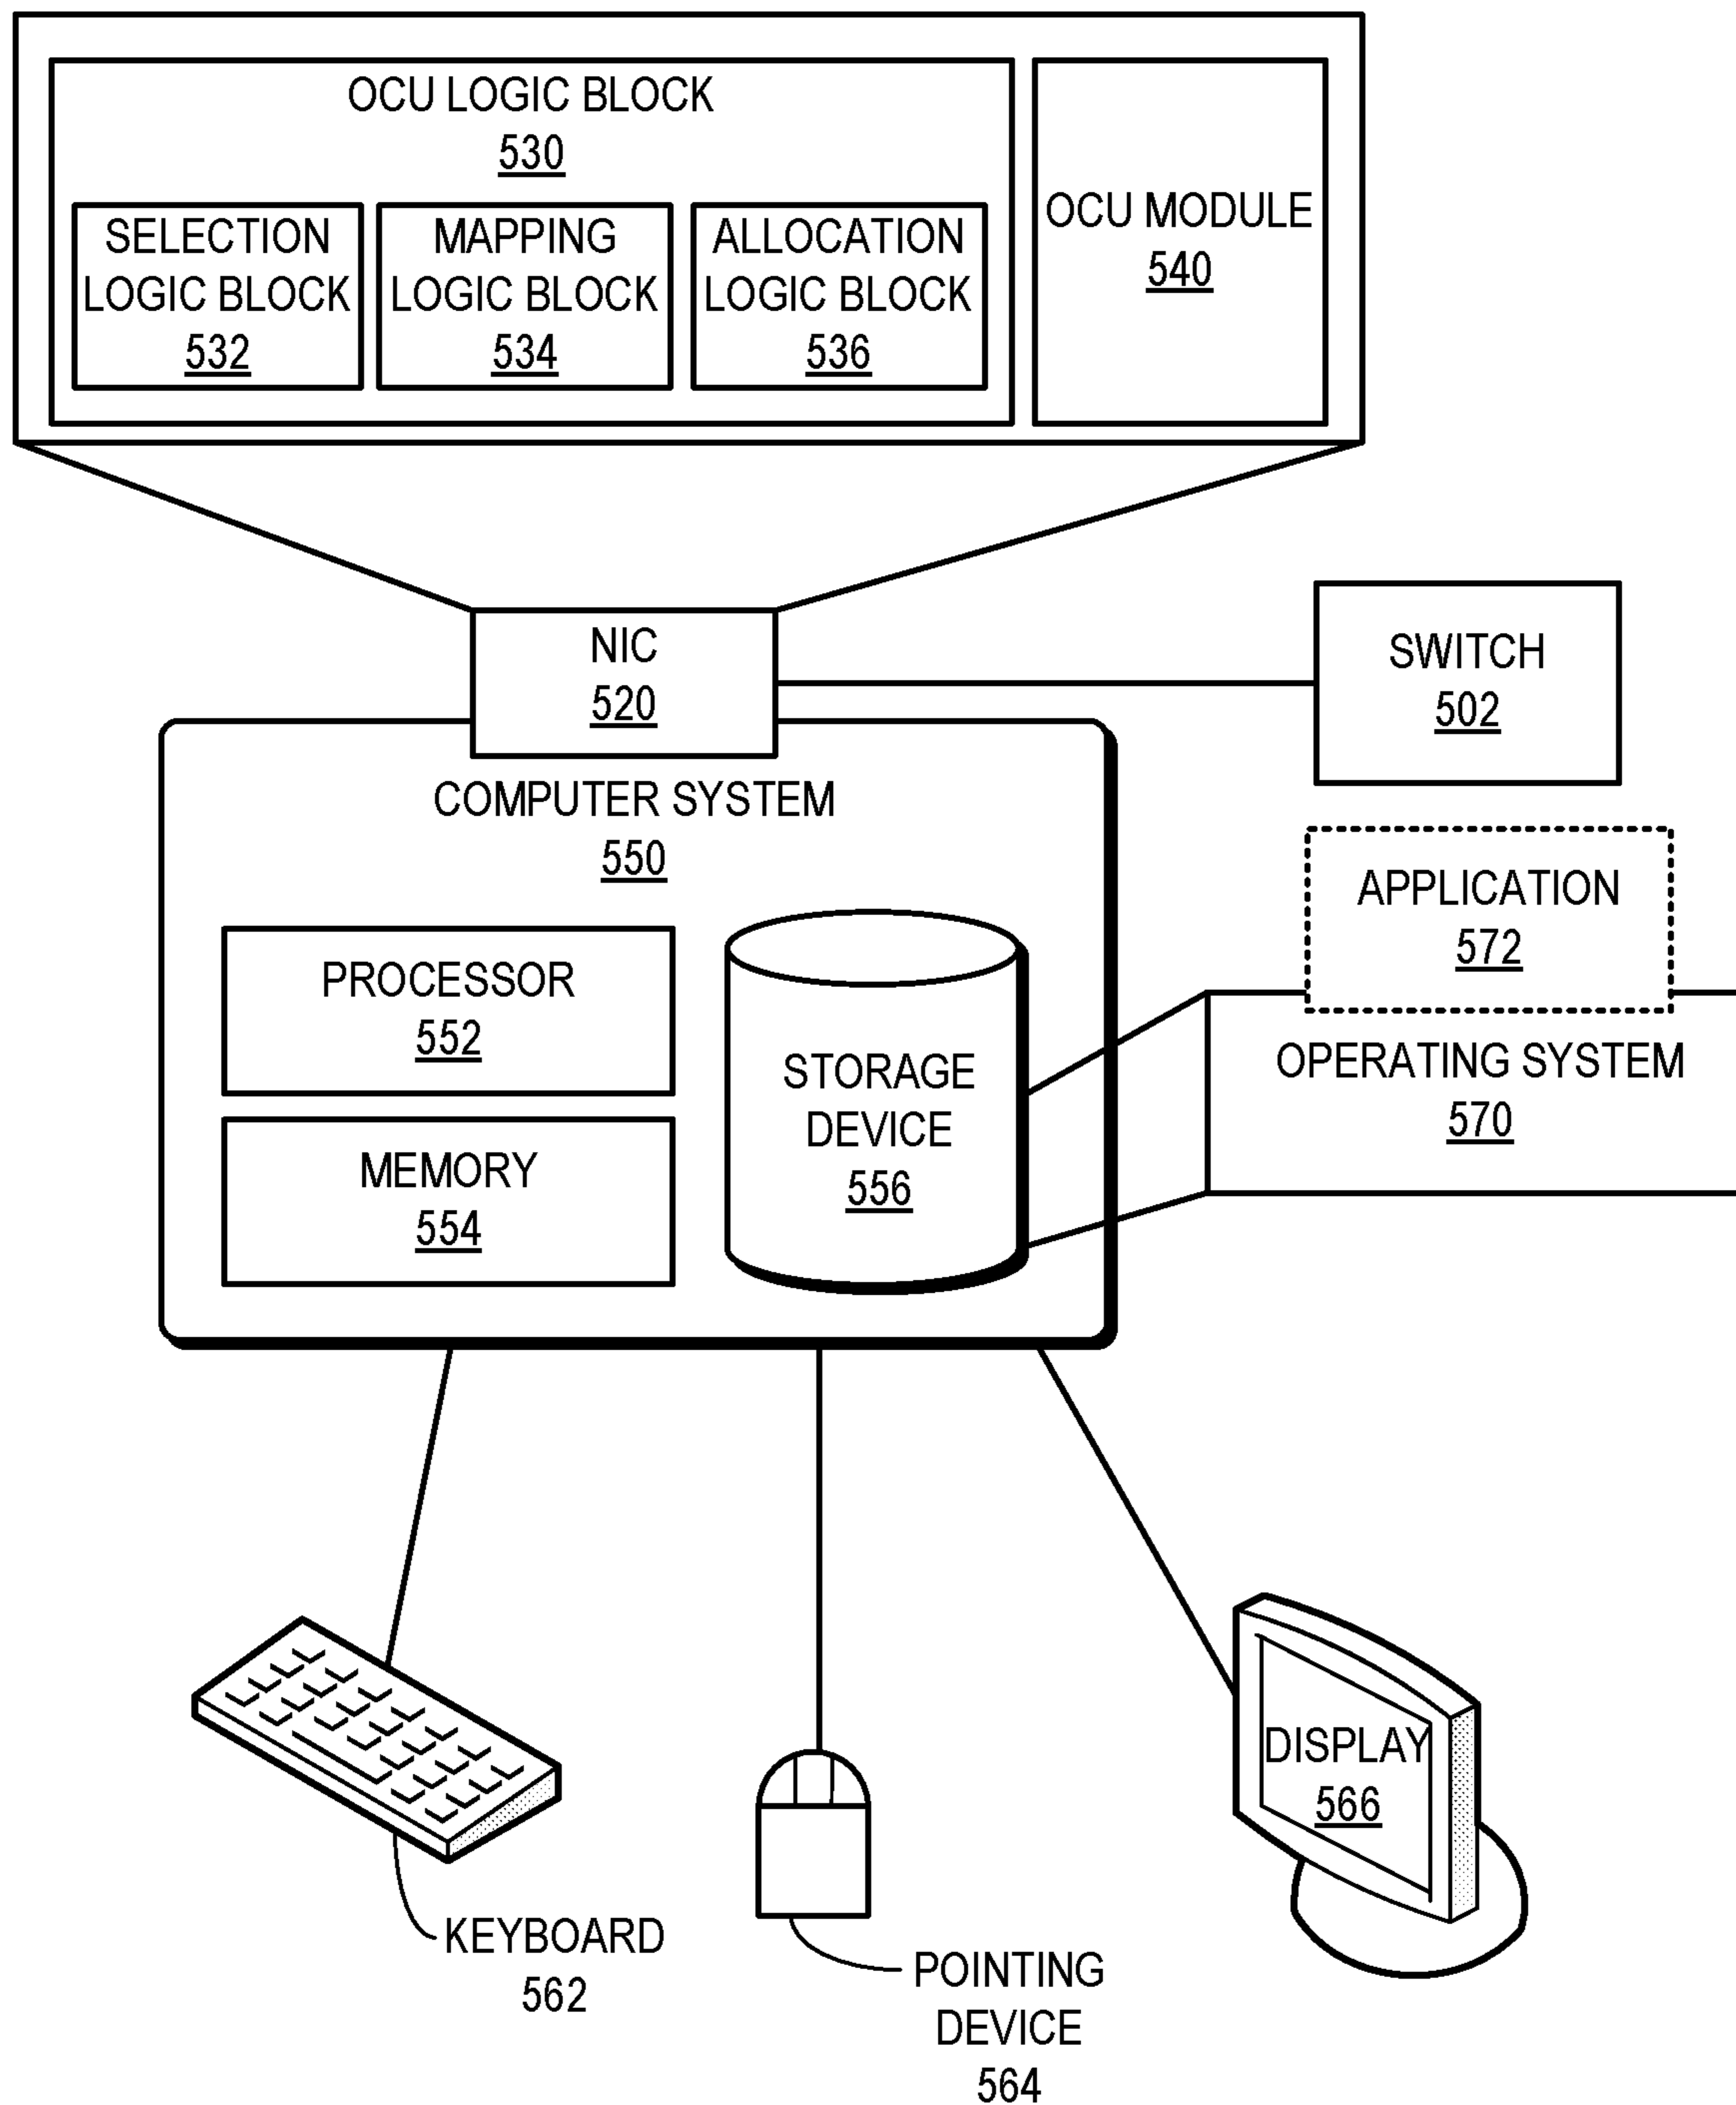 OCU LOGIC BLOCK
530
SELECTION
LOGIC BLOCK
532
MAPPING
LOGIC BLOCK
534
ALLOCATION
LOGIC BLOCK
536
OCU MODULE
540
NIC
520
SWITCH
502
COMPUTER SYSTEM
550
APPLICATION
572
PROCESSOR
552
STORAGE
DEVICE
556
OPERATING SYSTEM
570
MEMORY
554
DISPLAY
566
KEYBOARD
562
POINTING
DEVICE
564